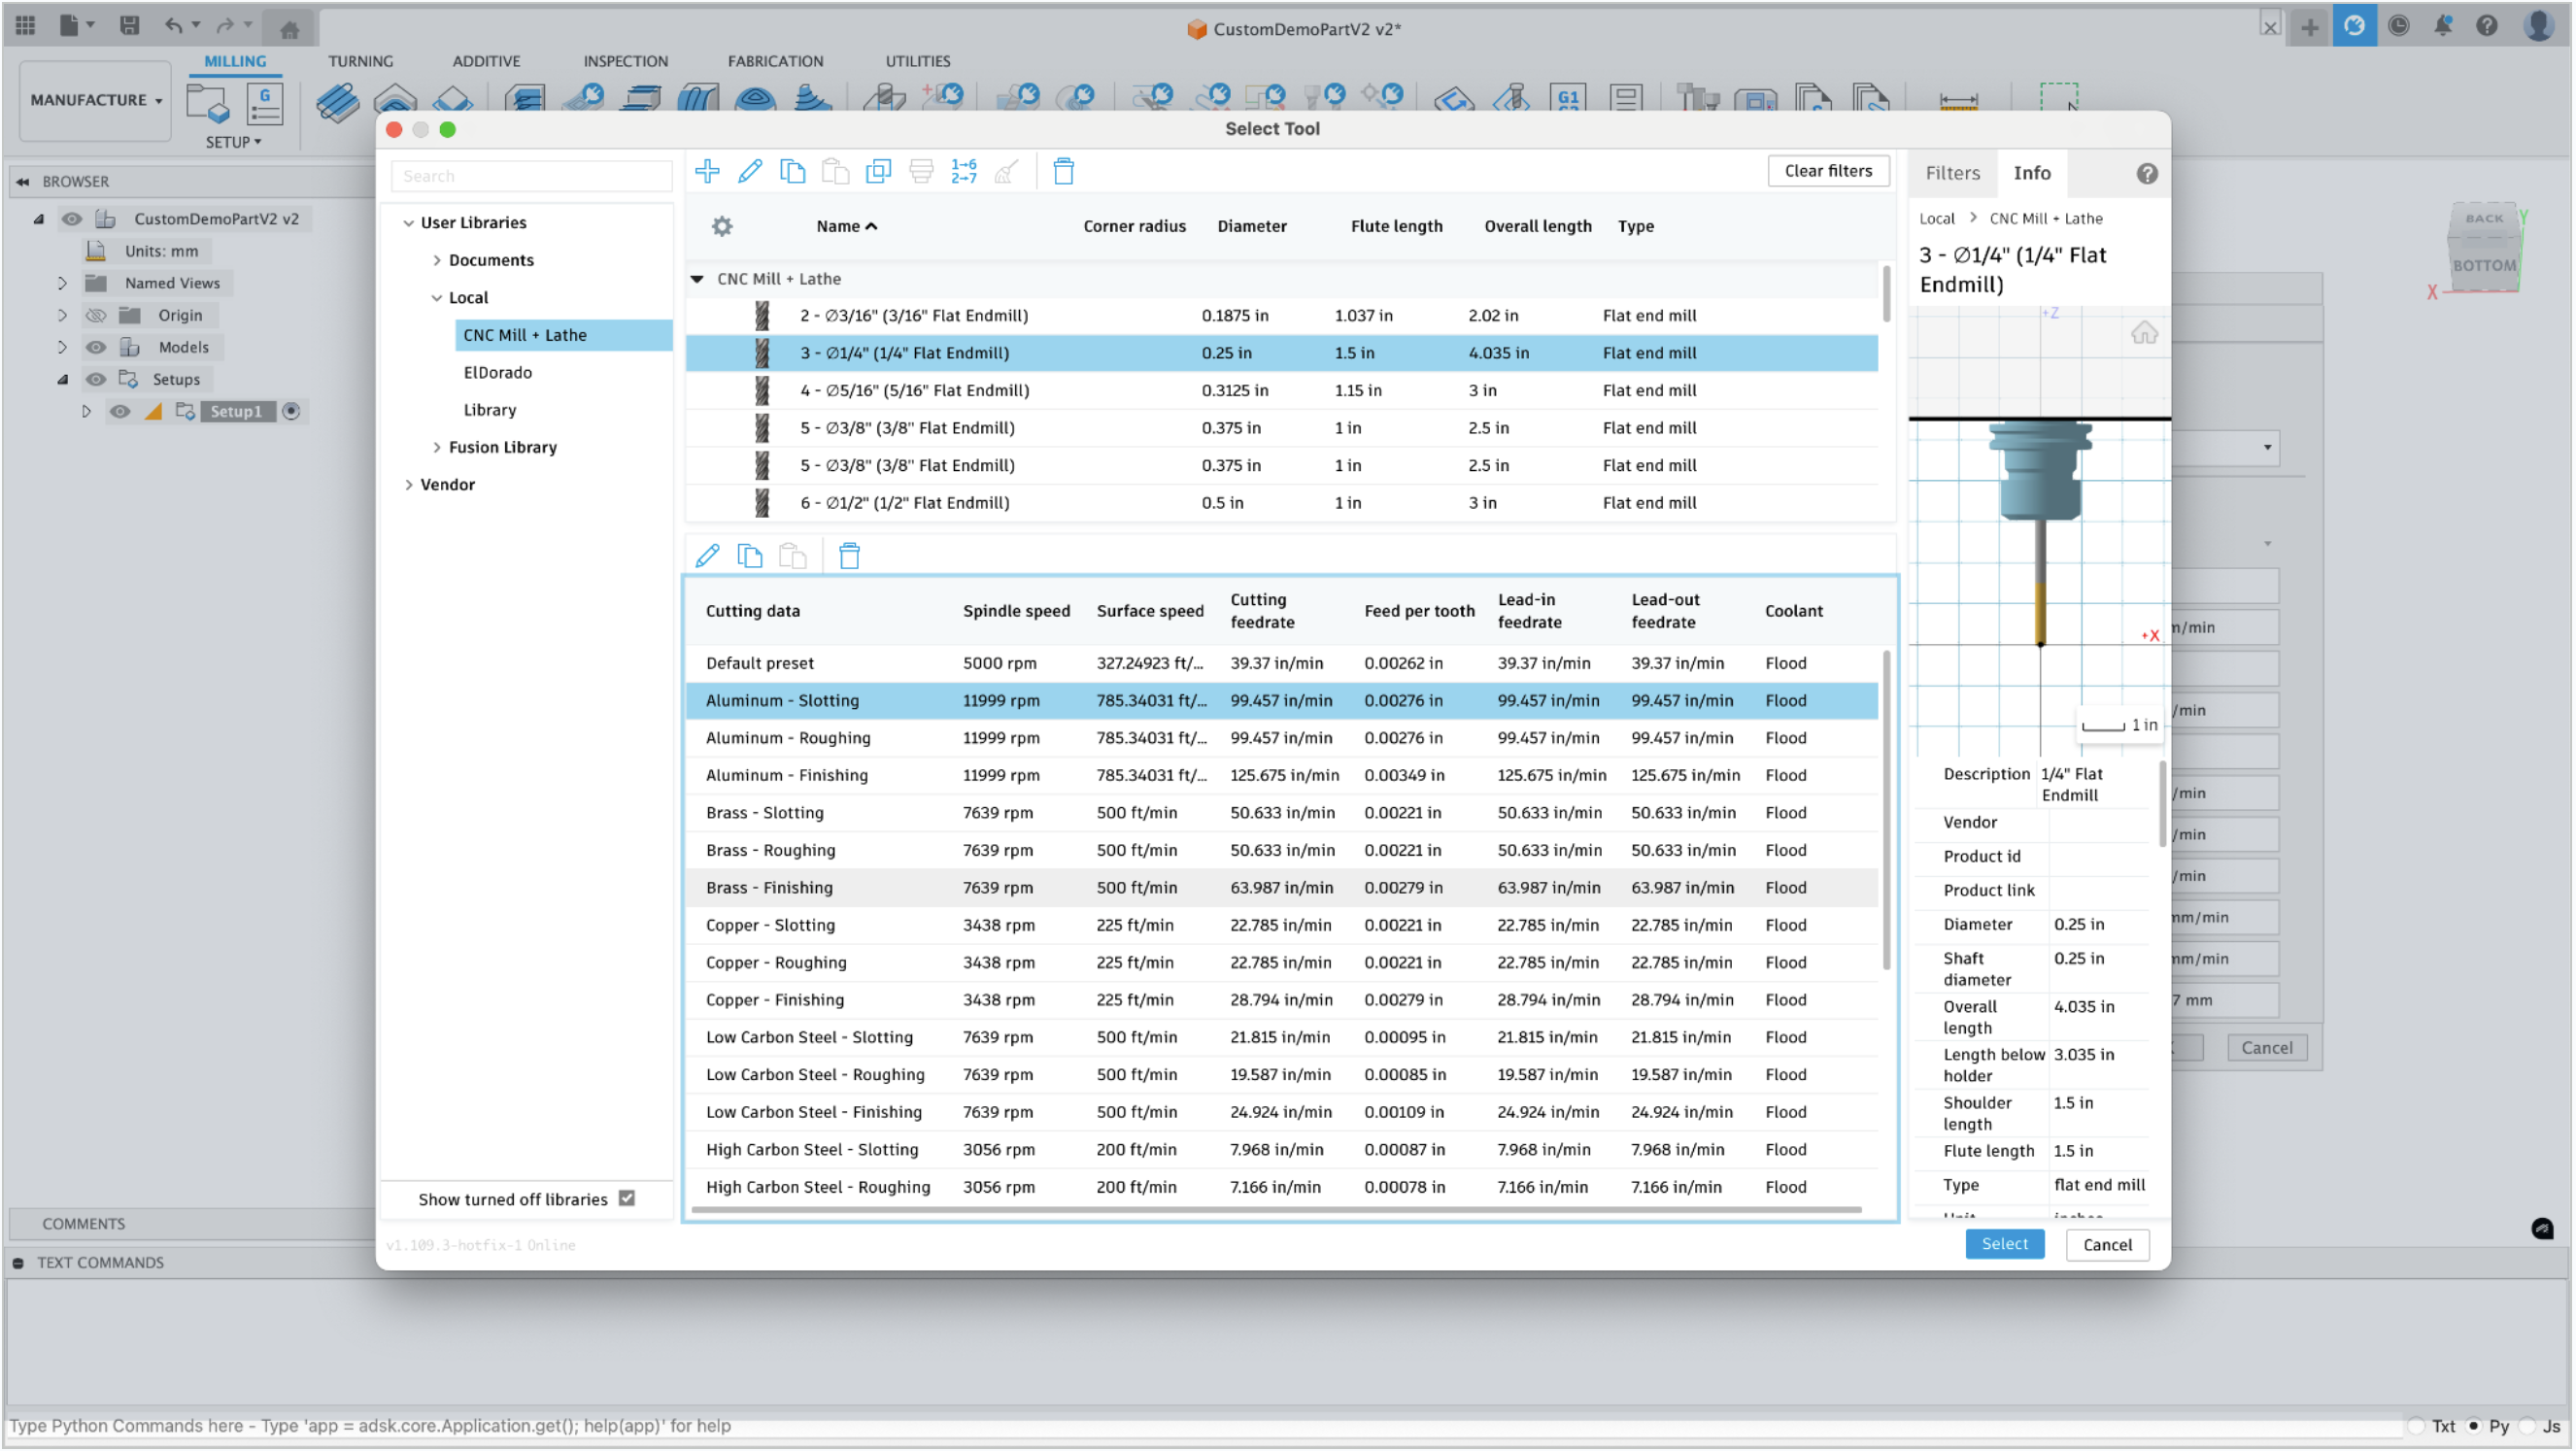 CustomDemoPartV2 v2*
MILLING TURNING ADDITIVE INSPECTION FABRICATION UTILITIES
MANUFACTURE
G
G1
SETUP
Select Tool
BROWSER
CustomDemoPartV2 v2
Units: mm
Named Views
Origin
Models
Setups
Setup1
Search
User Libraries
Documents
Local
CNC Mill + Lathe
ElDorado
Library
Fusion Library
Vendor
Show turned off libraries
v1.109.3-hotfix-1 Online
1→6
2→7
Clear filters
Name Corner radius Diameter Flute length Overall length Type
CNC Mill + Lathe
2 - ∅3/16" (3/16" Flat Endmill) 0.1875 in 1.037 in 2.02 in Flat end mill
3 - ∅1/4" (1/4" Flat Endmill) 0.25 in 1.5 in 4.035 in Flat end mill
4 - ∅5/16" (5/16" Flat Endmill) 0.3125 in 1.15 in 3 in Flat end mill
5 - ∅3/8" (3/8" Flat Endmill) 0.375 in 1 in 2.5 in Flat end mill
5 - ∅3/8" (3/8" Flat Endmill) 0.375 in 1 in 2.5 in Flat end mill
6 - ∅1/2" (1/2" Flat Endmill) 0.5 in 1 in 3 in Flat end mill
Cutting data Spindle speed Surface speed Cutting feedrate Feed per tooth Lead-in feedrate Lead-out feedrate Coolant
Default preset 5000 rpm 327.24923 ft/... 39.37 in/min 0.00262 in 39.37 in/min 39.37 in/min Flood
Aluminum - Slotting 11999 rpm 785.34031 ft/... 99.457 in/min 0.00276 in 99.457 in/min 99.457 in/min Flood
Aluminum - Roughing 11999 rpm 785.34031 ft/... 99.457 in/min 0.00276 in 99.457 in/min 99.457 in/min Flood
Aluminum - Finishing 11999 rpm 785.34031 ft/... 125.675 in/min 0.00349 in 125.675 in/min 125.675 in/min Flood
Brass - Slotting 7639 rpm 500 ft/min 50.633 in/min 0.00221 in 50.633 in/min 50.633 in/min Flood
Brass - Roughing 7639 rpm 500 ft/min 50.633 in/min 0.00221 in 50.633 in/min 50.633 in/min Flood
Brass - Finishing 7639 rpm 500 ft/min 63.987 in/min 0.00279 in 63.987 in/min 63.987 in/min Flood
Copper - Slotting 3438 rpm 225 ft/min 22.785 in/min 0.00221 in 22.785 in/min 22.785 in/min Flood
Copper - Roughing 3438 rpm 225 ft/min 22.785 in/min 0.00221 in 22.785 in/min 22.785 in/min Flood
Copper - Finishing 3438 rpm 225 ft/min 28.794 in/min 0.00279 in 28.794 in/min 28.794 in/min Flood
Low Carbon Steel - Slotting 7639 rpm 500 ft/min 21.815 in/min 0.00095 in 21.815 in/min 21.815 in/min Flood
Low Carbon Steel - Roughing 7639 rpm 500 ft/min 19.587 in/min 0.00085 in 19.587 in/min 19.587 in/min Flood
Low Carbon Steel - Finishing 7639 rpm 500 ft/min 24.924 in/min 0.00109 in 24.924 in/min 24.924 in/min Flood
High Carbon Steel - Slotting 3056 rpm 200 ft/min 7.968 in/min 0.00087 in 7.968 in/min 7.968 in/min Flood
High Carbon Steel - Roughing 3056 rpm 200 ft/min 7.166 in/min 0.00078 in 7.166 in/min 7.166 in/min Flood
Filters Info
Local > CNC Mill + Lathe
3 - ∅1/4" (1/4" Flat
Endmill)
+Z
+X
1 in
Description 1/4" Flat Endmill
Vendor
Product id
Product link
Diameter 0.25 in
Shaft diameter 0.25 in
Overall length 4.035 in
Length below holder 3.035 in
Shoulder length 1.5 in
Flute length 1.5 in
Type flat end mill
Select Cancel
BACK
BOTTOM
Y
X
/min
/min
/min
/min
/min
mm/min
mm/min
7 mm
Cancel
COMMENTS
TEXT COMMANDS
Type Python Commands here - Type 'app = adsk.core.Application.get(); help(app)' for help
Txt Py Js